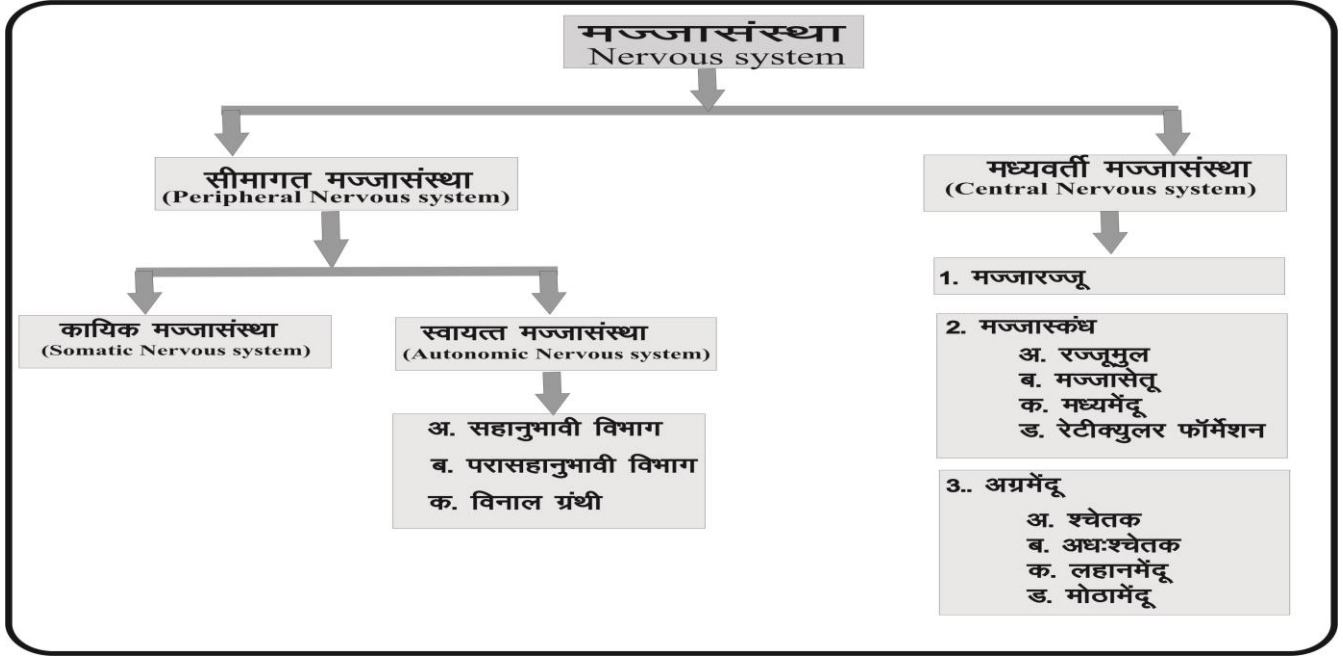 मज्जासंस्था
Nervous system
सीमागत मज्जासंस्था
(Peripheral Nervous system)
मध्यवर्ती मज्जासंस्था
(Central Nervous system)
कायिक मज्जासंस्था
(Somatic Nervous system)
स्वायत्त मज्जासंस्था
(Autonomic Nervous system)
अ. सहानुभावी विभाग
ब. परासहानुभावी विभाग
क. विनाल ग्रंथी
1. मज्जारज्जू
2. मज्जास्कंध
अ. रज्जूमुल
ब. मज्जासेतू
क. मध्यमेंदू
ड. रेटीक्युलर फॉर्मेशन
3.. अग्रमेंदू
अ. श्चेतक
ब. अधःश्चेतक
क. लहानमेंदू
ड. मोठामेंदू